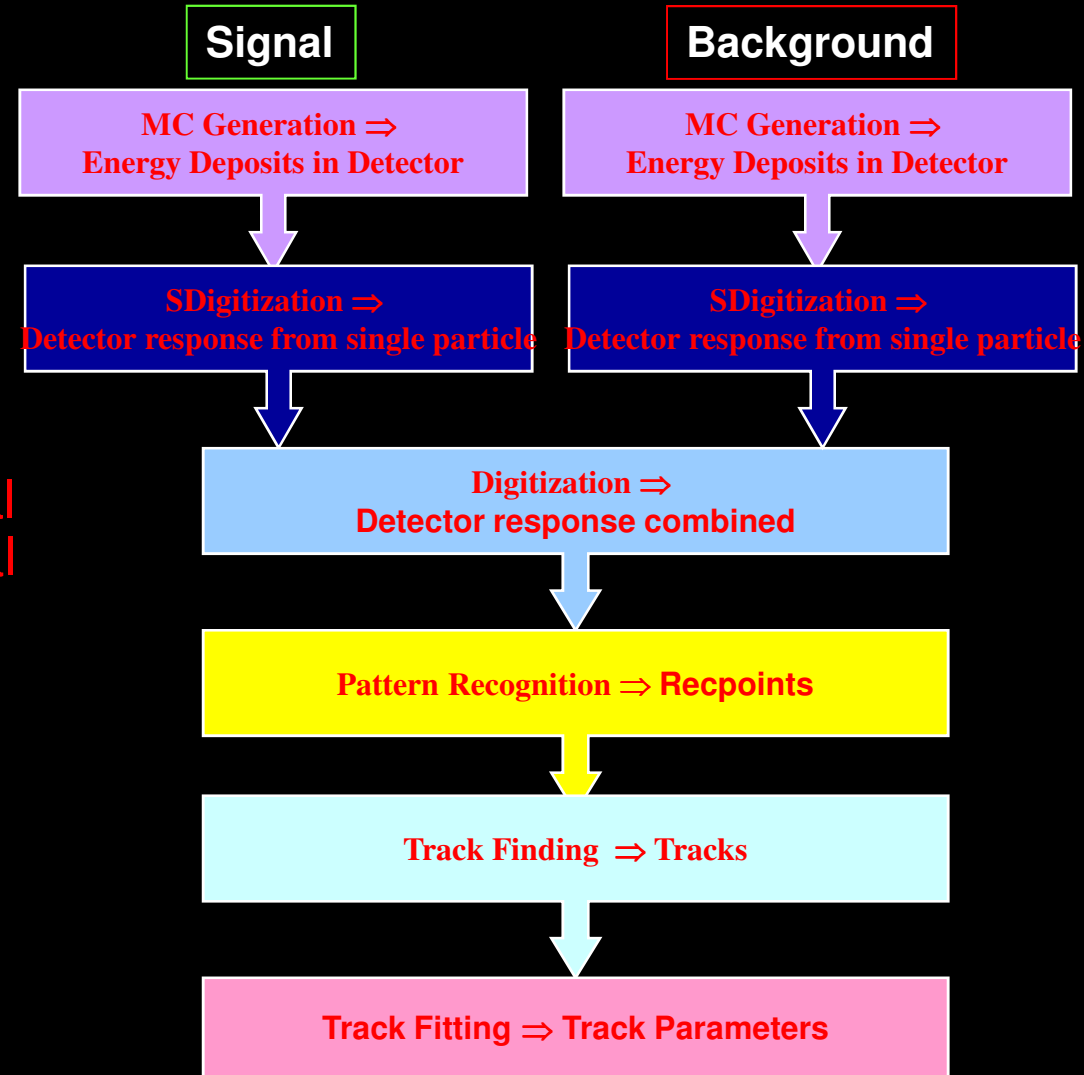 Signal
Background
MC Generation ⇒
Energy Deposits in Detector
MC Generation ⇒
Energy Deposits in Detector
SDigitization ⇒
Detector response from single particle
SDigitization ⇒
Detector response from single particle
Digitization ⇒
Detector response combined
Pattern Recognition ⇒ Recpoints
Track Finding ⇒ Tracks
Track Fitting ⇒ Track Parameters